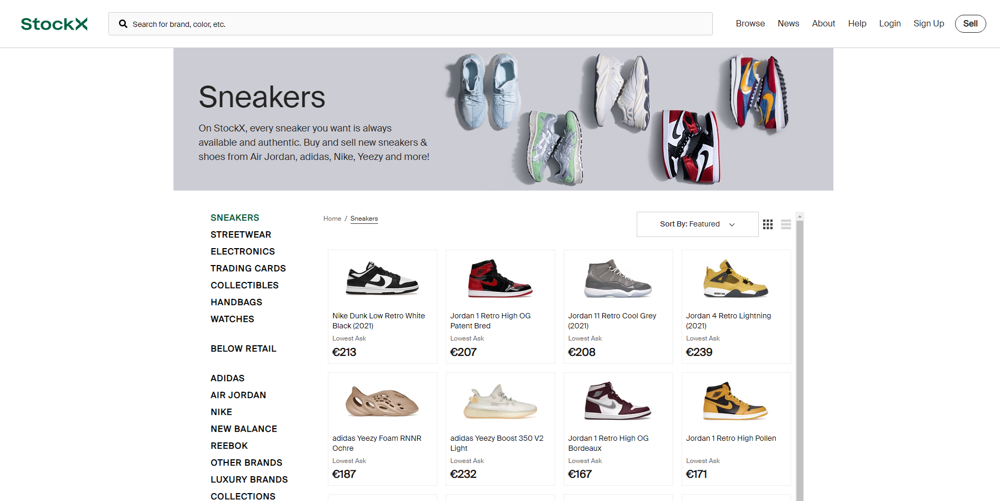 StockX
Search for brand, color, etc.
Browse News About Help Login Sign Up Sell
Sneakers
On StockX, every sneaker you want is always
available and authentic. Buy and sell new sneakers &
shoes from Air Jordan, adidas, Nike, Yeezy and more!
SNEAKERS
STREETWEAR
ELECTRONICS
TRADING CARDS
COLLECTIBLES
HANDBAGS
WATCHES
BELOW RETAIL
ADIDAS
AIR JORDAN
NIKE
NEW BALANCE
REEBOK
OTHER BRANDS
LUXURY BRANDS
COLLECTIONS
Home / Sneakers
Sort By: Featured
Nike Dunk Low Retro White
Black (2021)
Lowest Ask
€213
Jordan 1 Retro High OG
Patent Bred
Lowest Ask
€207
Jordan 11 Retro Cool Grey
(2021)
Lowest Ask
€208
Jordan 4 Retro Lightning
(2021)
Lowest Ask
€239
adidas Yeezy Foam RNNR
Ochre
Lowest Ask
€187
adidas Yeezy Boost 350 V2
Light
Lowest Ask
€232
Jordan 1 Retro High OG
Bordeaux
Lowest Ask
€167
Jordan 1 Retro High Pollen
Lowest Ask
€171